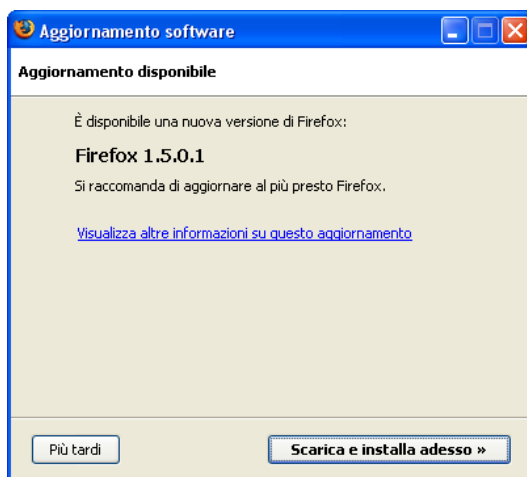 Aggiornamento software
Aggiornamento disponibile
È disponibile una nuova versione di Firefox:
Firefox 1.5.0.1
Si raccomanda di aggiornare al più presto Firefox.
Visualizza altre informazioni su questo aggiornamento
Più tardi
Scarica e installa adesso »